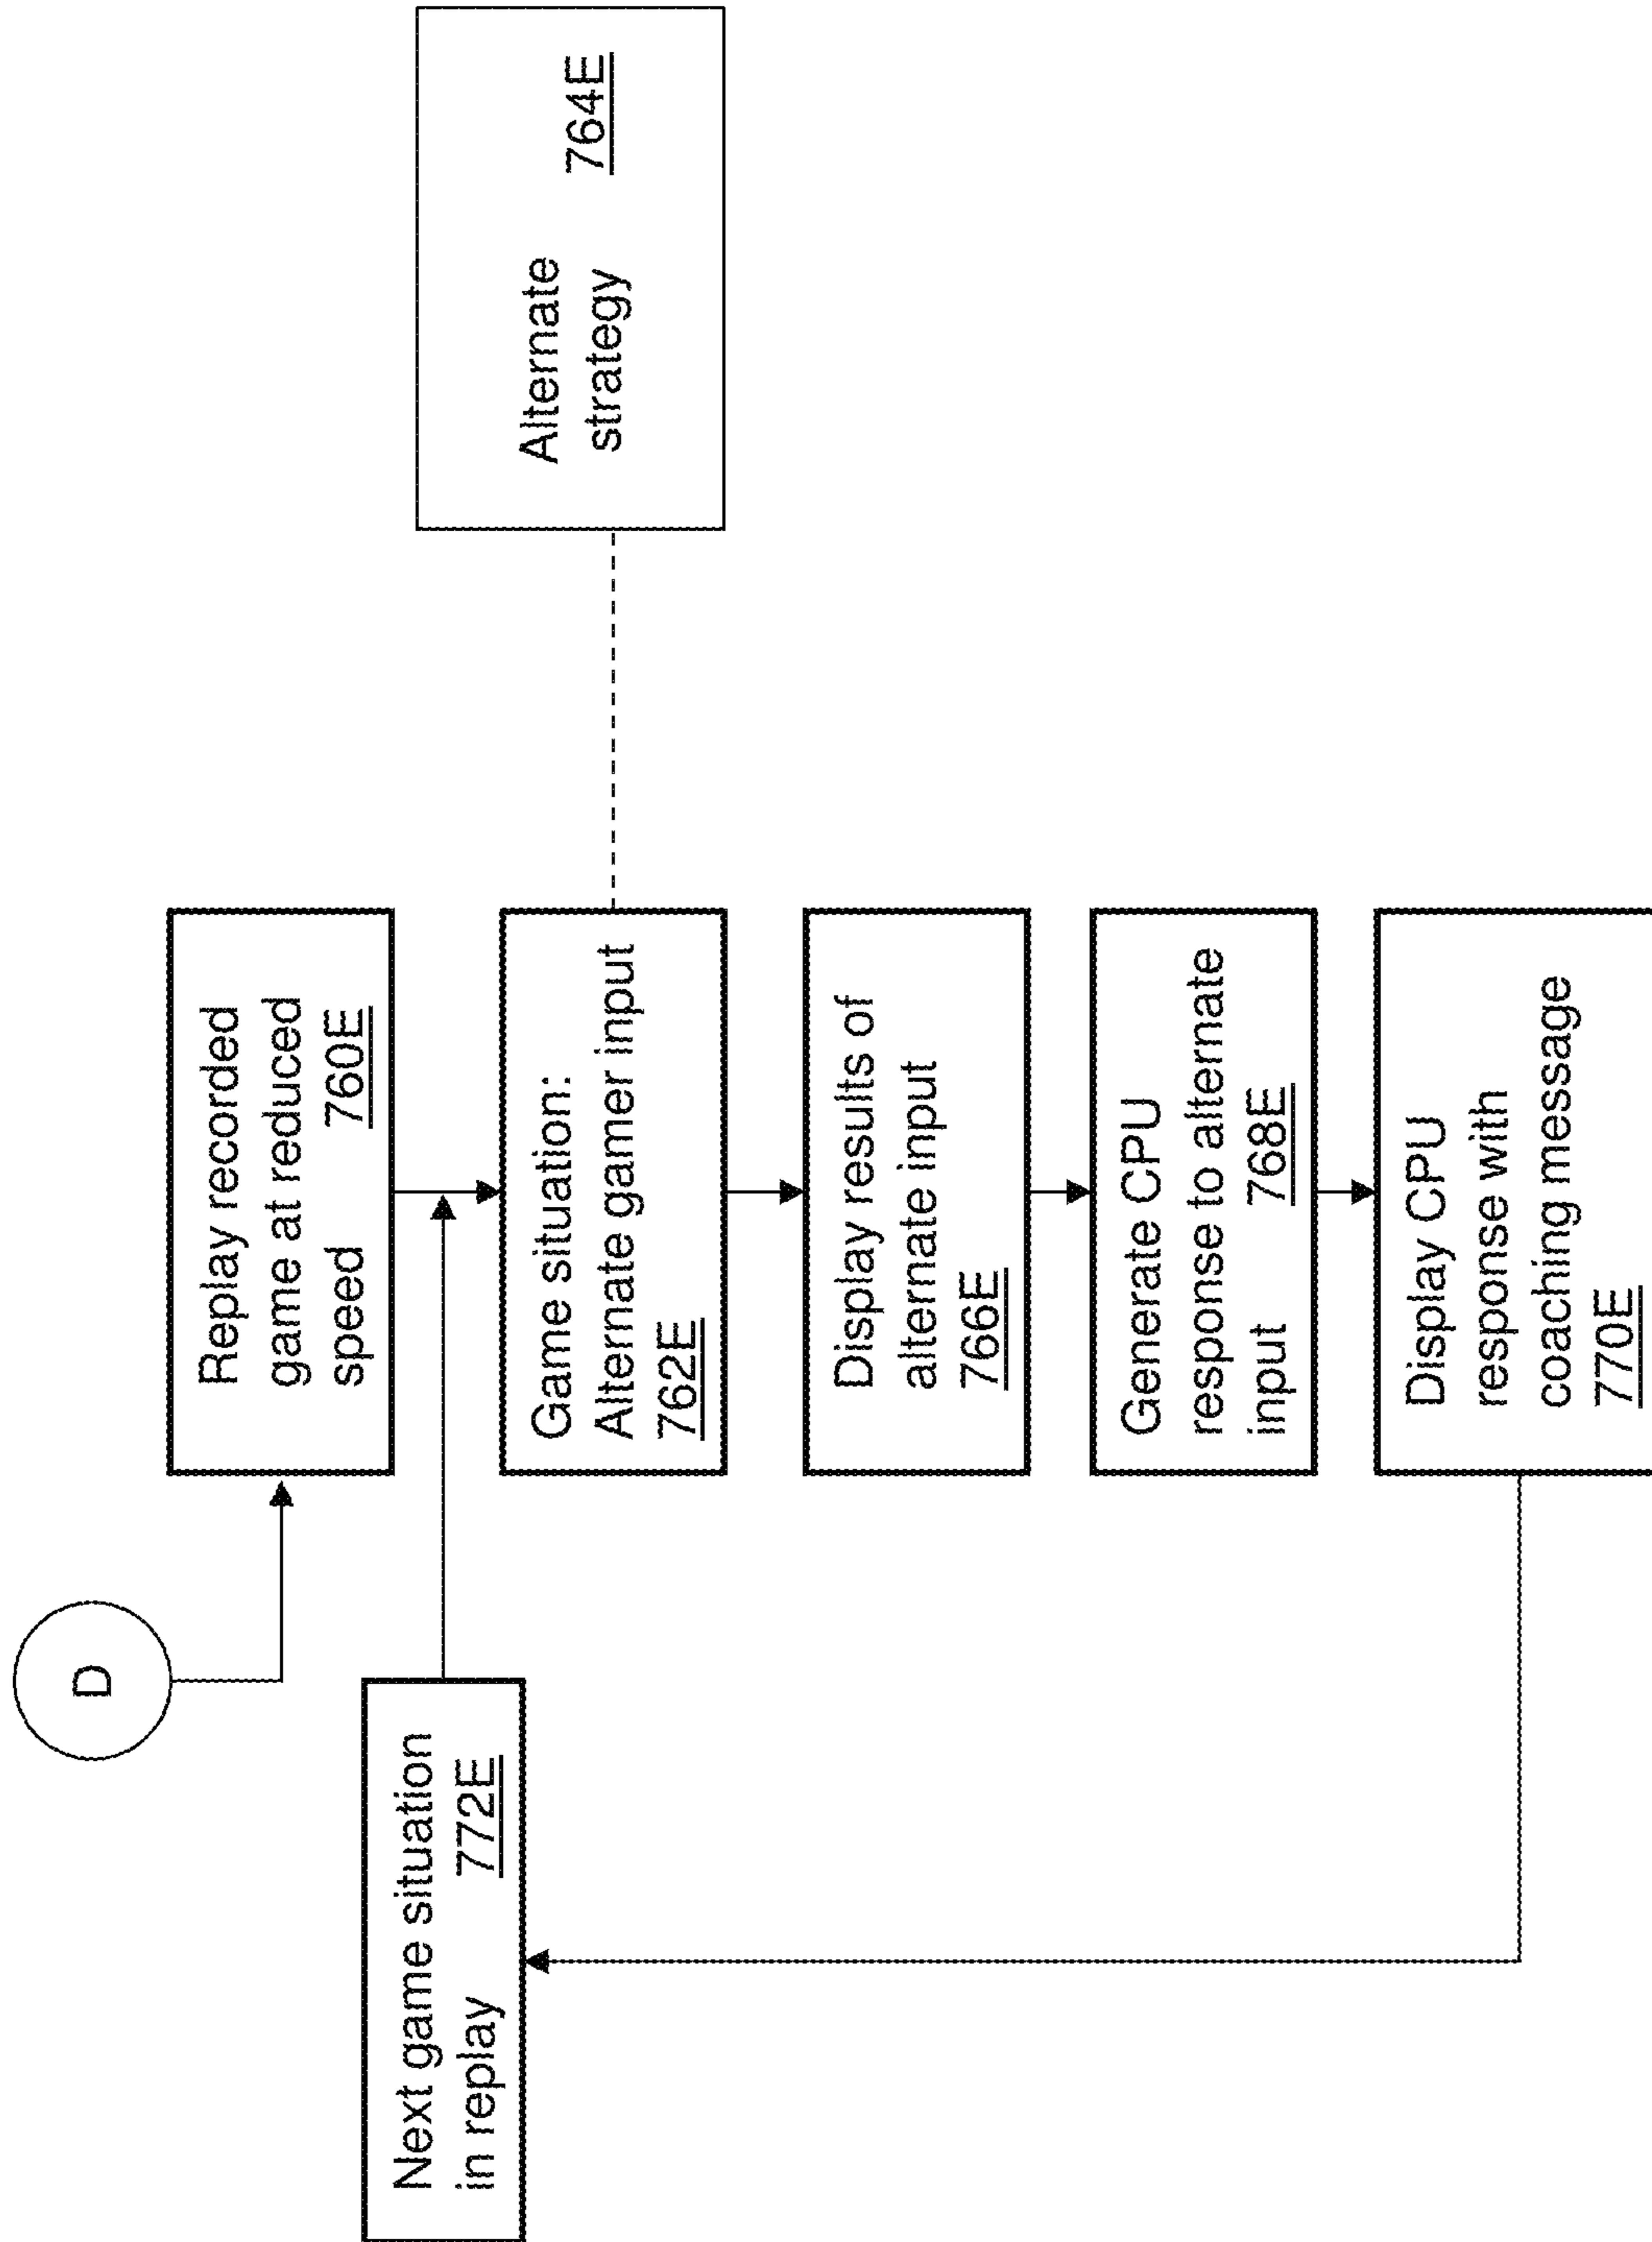 D
Replay recorded
game at reduced
speed 760E
Next game situation
in replay 772E
Game situation:
Alternate gamer input
762E
Alternate
strategy 764E
Display results of
alternate input
766E
Generate CPU
response to alternate
input 768E
Display CPU
response with
coaching message
770E